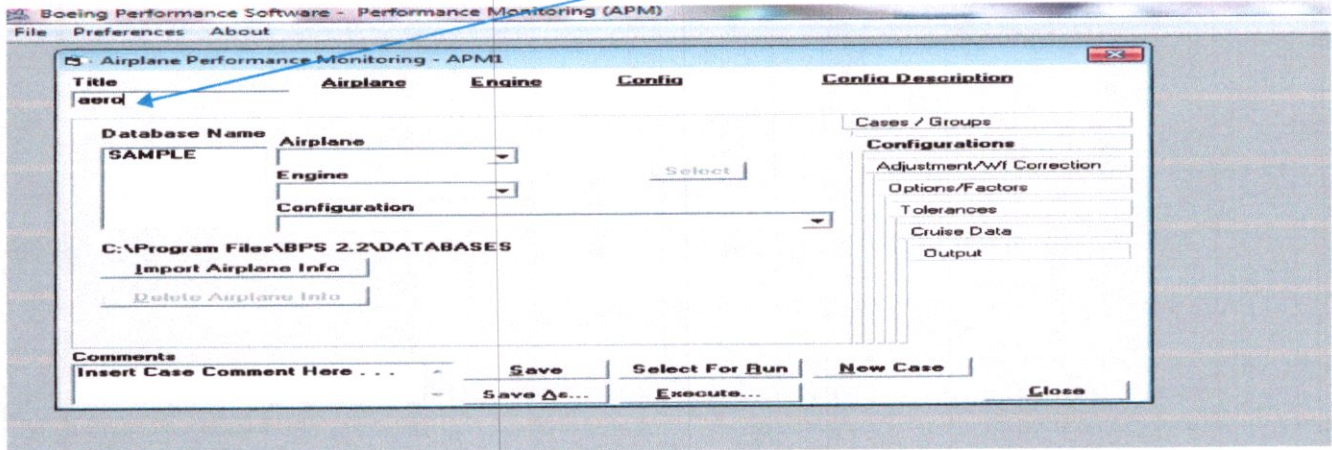 Boeing Performance Software - Performance Monitoring (APM)
File Preferences About
Airplane Performance Monitoring - APM1
Title Airplane Engine Config Config Description
aero
Database Name
SAMPLE
Airplane
Engine
Select
Configuration
C:\Program Files\BPS 2.2\DATABASES
Import Airplane Info
Delete Airplane Info
Cases / Groups
Configurations
Adjustment/Wf Correction
Options/Factors
Tolerances
Cruise Data
Output
Comments
Insert Case Comment Here . . .
Save Select For Run New Case
Save As... Execute... Close